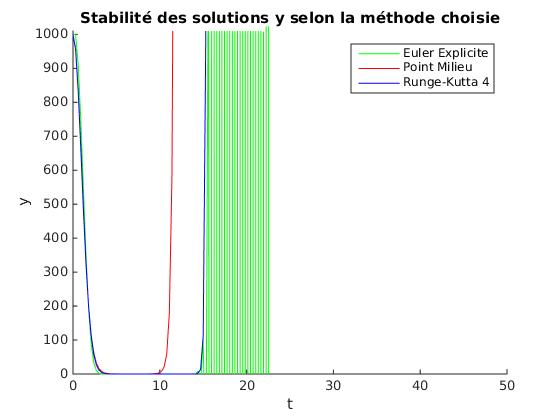 Stabilité des solutions y selon la méthode choisie
1000
900
800
700
600
500
400
300
200
100
0
y
Euler Explicite
Point Milieu
Runge-Kutta 4
0 10 20 30 40 50
t